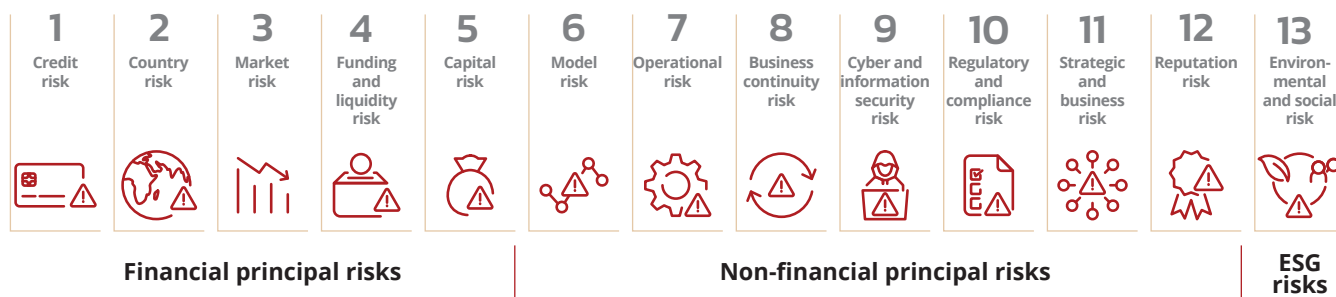 1
Credit
risk
2
Country
risk
3
Market
risk
4
Funding
and
liquidity
risk
5
Capital
risk
6
Model
risk
7
Operational
risk
8
Business
continuity
risk
9
Cyber and
information
security
risk
10
Regulatory
and
compliance
risk
11
Strategic
and
business
risk
12
Reputation
risk
13
Environ-
mental
and social
risk
Financial principal risks
Non-financial principal risks
ESG
risks